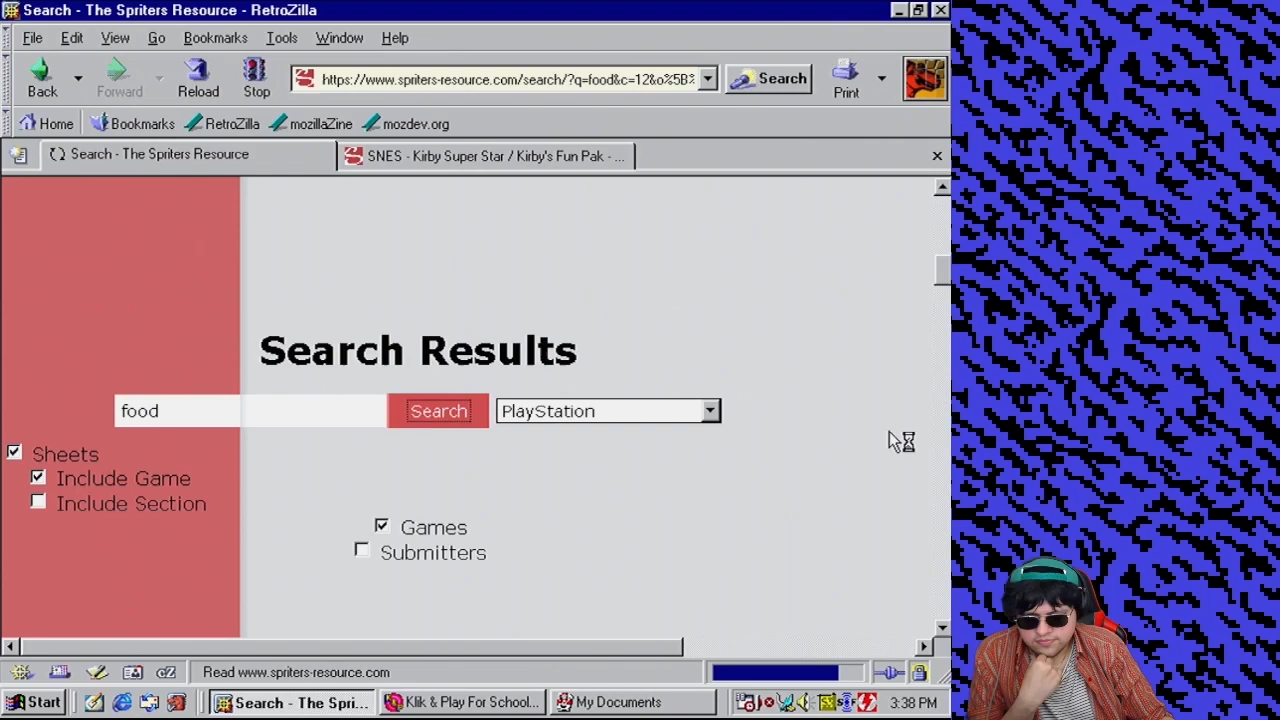 Search - The Spriters Resource - RetroZilla
File Edit View Go Bookmarks Tools Window Help
https://www.spriters-resource.com/search/?q=food&c=12&o%5B% Search
Back Forward Reload Stop Print
Home Bookmarks RetroZilla mozillaZine mozdev.org
Search - The Spriters Resource SNES - Kirby Super Star / Kirby's Fun Pak - ...
Search Results
food Search PlayStation
Sheets
Include Game
Include Section
Games
Submitters
Read www.spriters-resource.com
Start Search - The Spri... Klik & Play For School... My Documents 3:38 PM